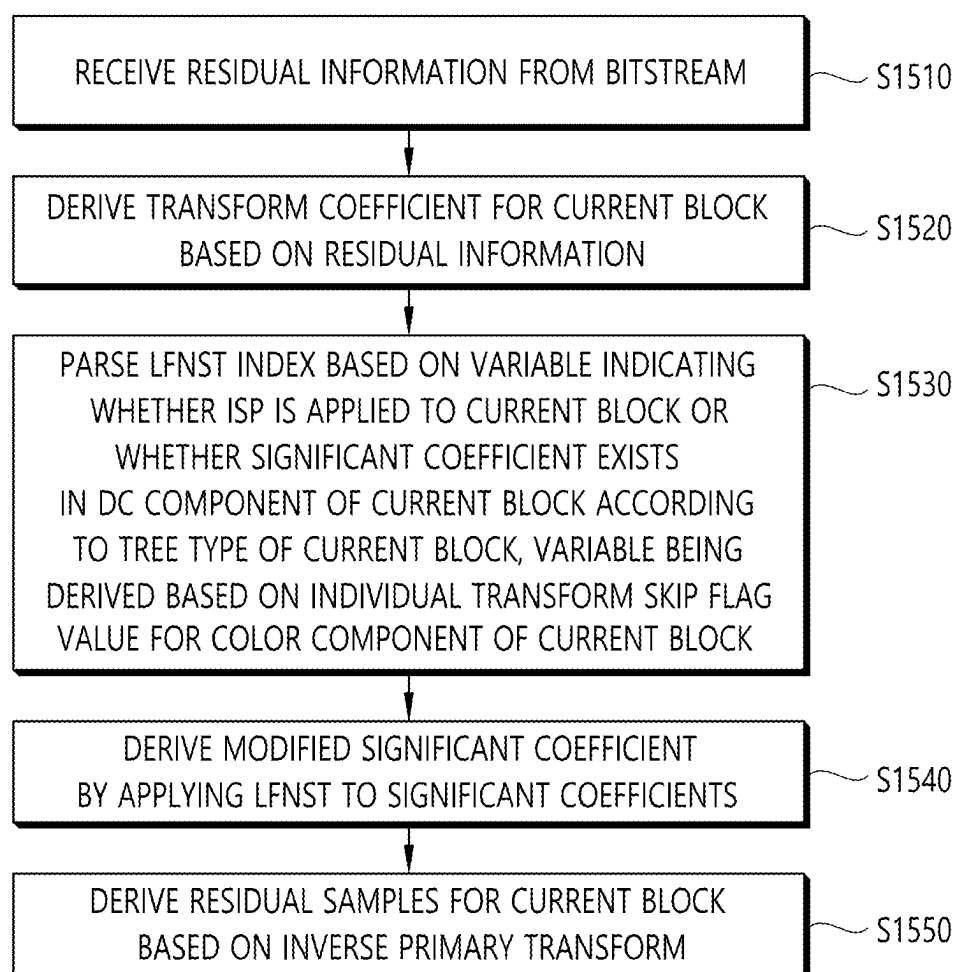 RECEIVE RESIDUAL INFORMATION FROM BITSTREAM
S1510
DERIVE TRANSFORM COEFFICIENT FOR CURRENT BLOCK
BASED ON RESIDUAL INFORMATION
S1520
PARSE LFNST INDEX BASED ON VARIABLE INDICATING
WHETHER ISP IS APPLIED TO CURRENT BLOCK OR
WHETHER SIGNIFICANT COEFFICIENT EXISTS
IN DC COMPONENT OF CURRENT BLOCK ACCORDING
TO TREE TYPE OF CURRENT BLOCK, VARIABLE BEING
DERIVED BASED ON INDIVIDUAL TRANSFORM SKIP FLAG
VALUE FOR COLOR COMPONENT OF CURRENT BLOCK
S1530
DERIVE MODIFIED SIGNIFICANT COEFFICIENT
BY APPLYING LFNST TO SIGNIFICANT COEFFICIENTS
S1540
DERIVE RESIDUAL SAMPLES FOR CURRENT BLOCK
BASED ON INVERSE PRIMARY TRANSFORM
S1550